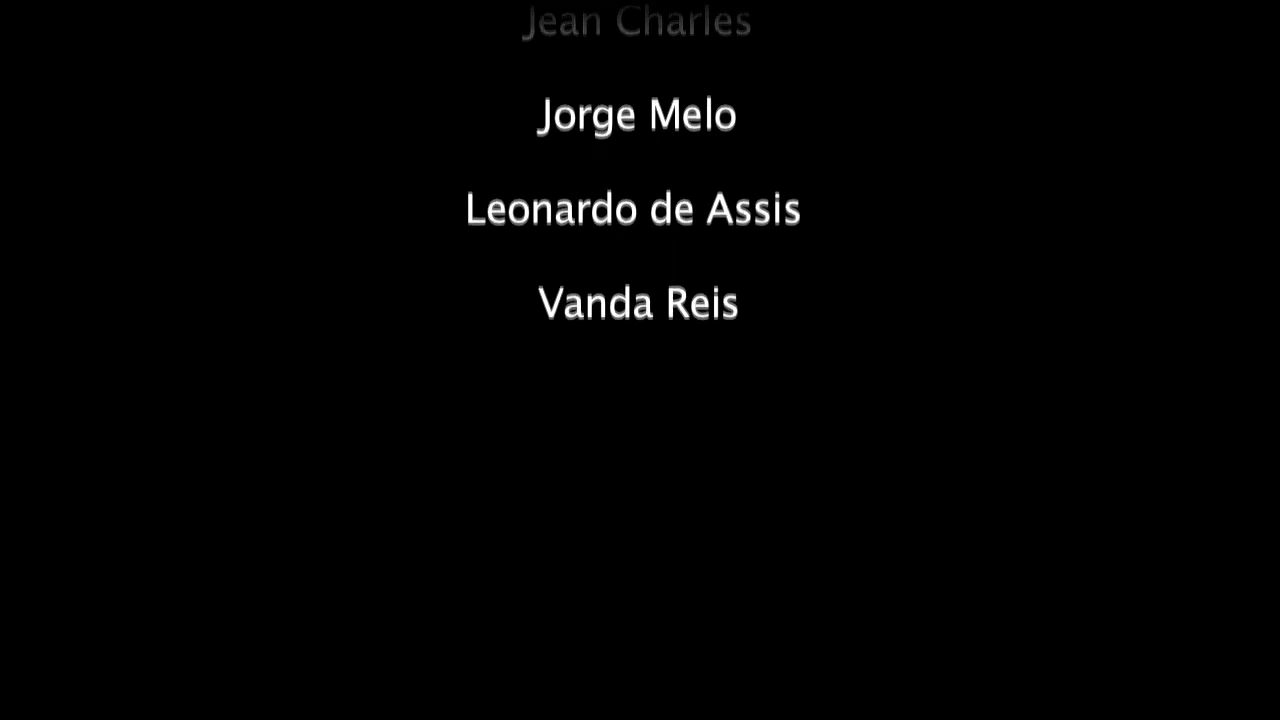 Jean Charles
Jorge Melo
Leonardo de Assis
Vanda Reis